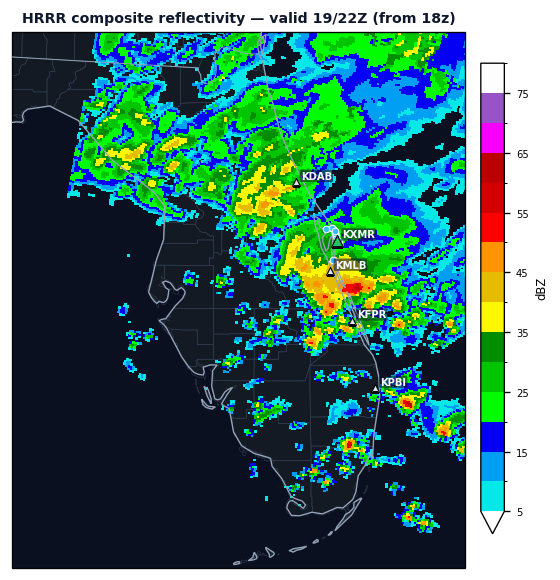 HRRR composite reflectivity — valid 19/22Z (from 18z)
75
65
KDAB
55
KXMR
KMLB
45
dBZ
KFPR
35
KPBI
25
15
5